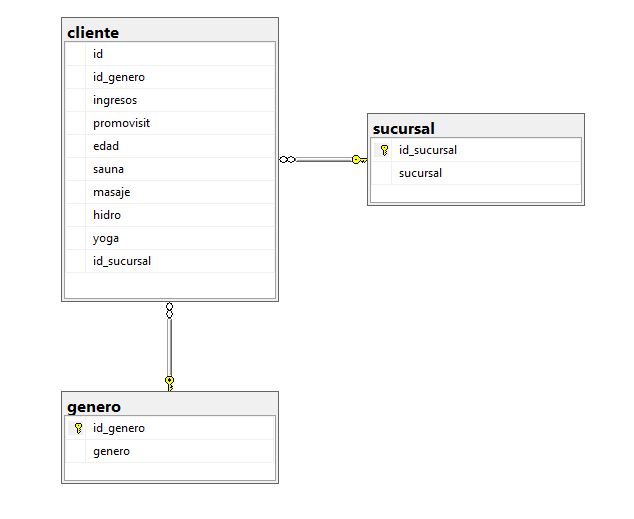 cliente
id
id_genero
ingresos
promovisit
edad
sauna
masaje
hidro
yoga
id_sucursal
sucursal
id_sucursal
sucursal
genero
id_genero
genero